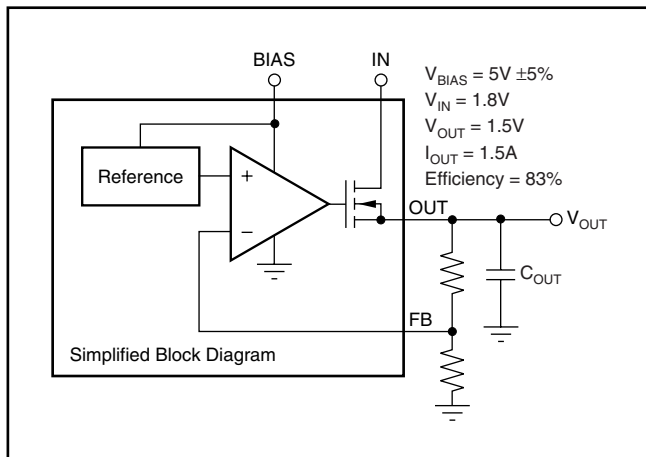 BIAS
IN
V_BIAS = 5V ±5%
V_IN = 1.8V
V_OUT = 1.5V
I_OUT = 1.5A
Efficiency = 83%
Reference
+
−
OUT
V_OUT
C_OUT
FB
Simplified Block Diagram